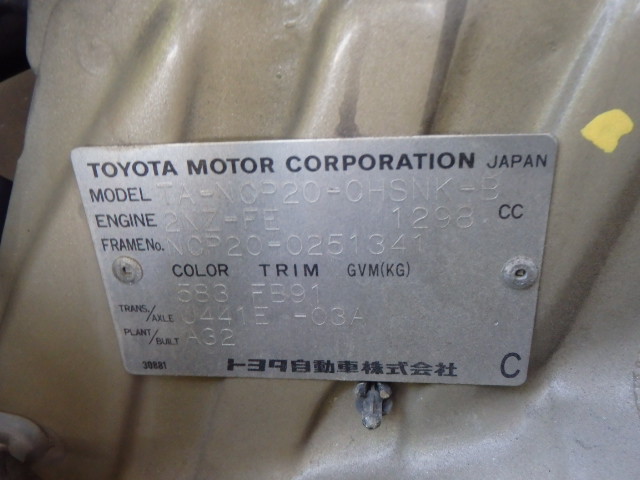 TOYOTA MOTOR CORPORATION JAPAN
MODEL TA-NCP20-CHSNK-B
ENGINE 2NZ-FE 1298 CC
FRAME No. NCP20-0251341
COLOR TRIM GVM(KG)
583 FB91
TRANS./AXLE U441E -03A
PLANT/BUILT A32
30881 トヨタ自動車株式会社 C